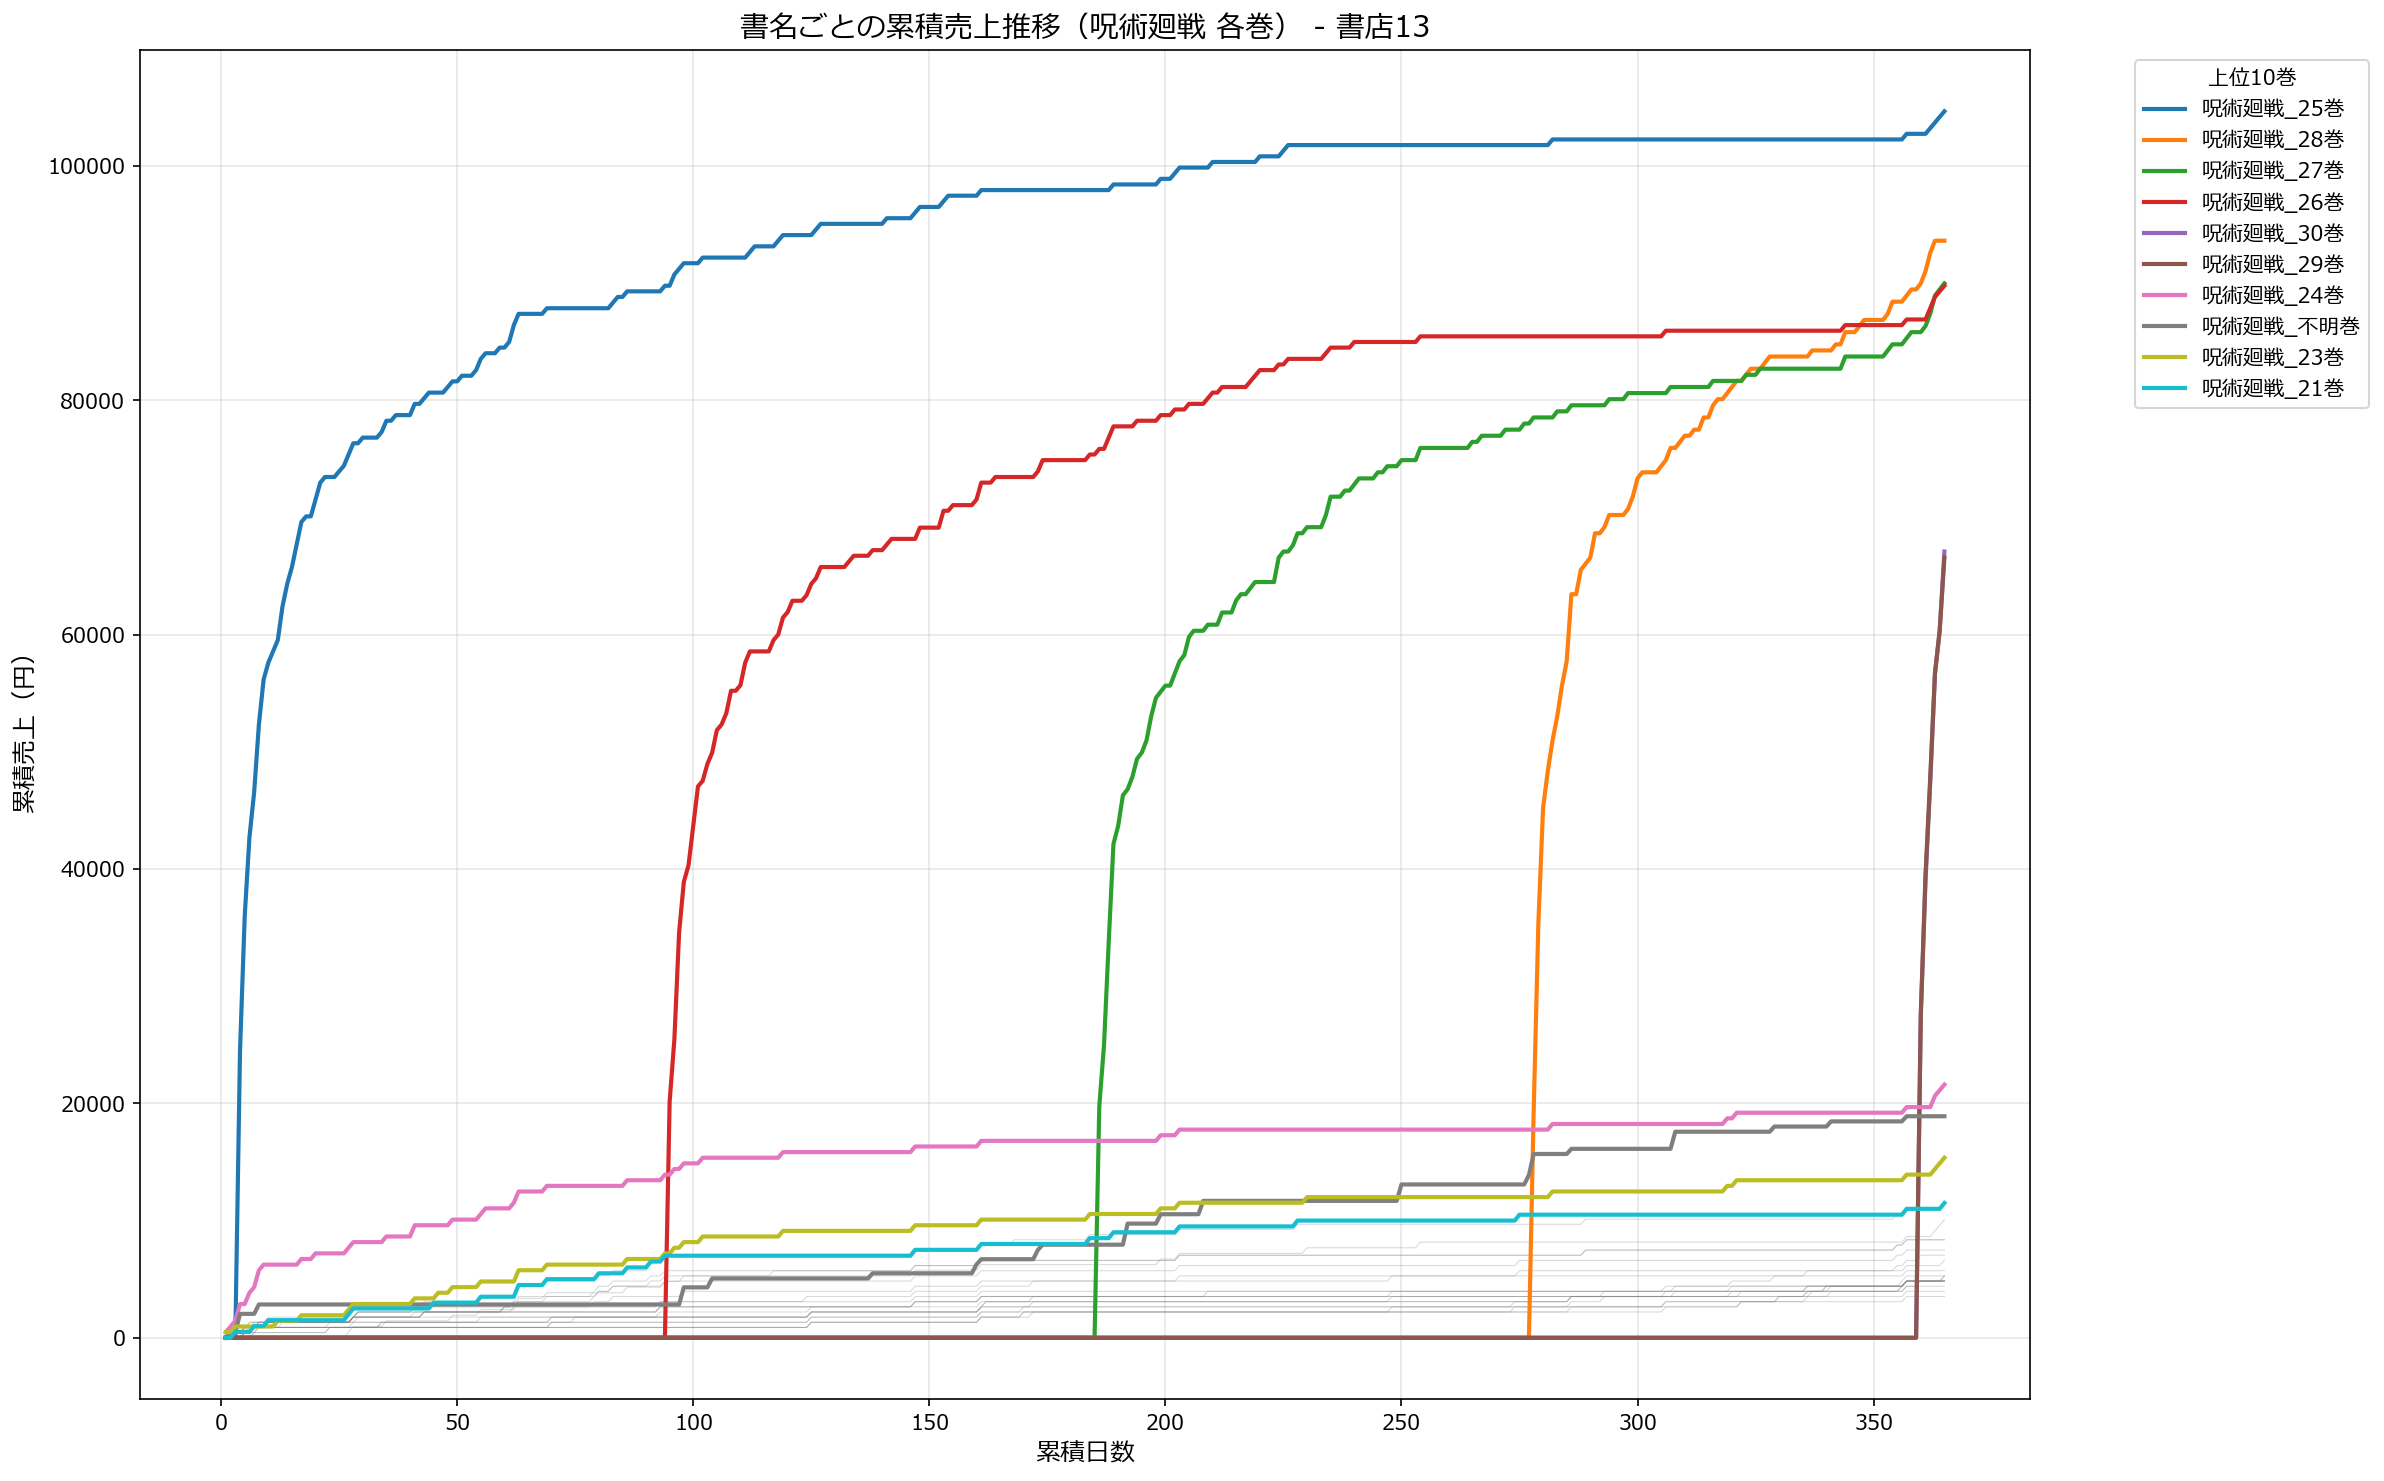 書名ごとの累積売上推移（呪術廻戦 各巻） - 書店13
上位10巻
呪術廻戦_25巻
呪術廻戦_28巻
呪術廻戦_27巻
呪術廻戦_26巻
呪術廻戦_30巻
呪術廻戦_29巻
呪術廻戦_24巻
呪術廻戦_不明巻
呪術廻戦_23巻
呪術廻戦_21巻
累積売上（円）
100000
80000
60000
40000
20000
0
0 50 100 150 200 250 300 350
累積日数